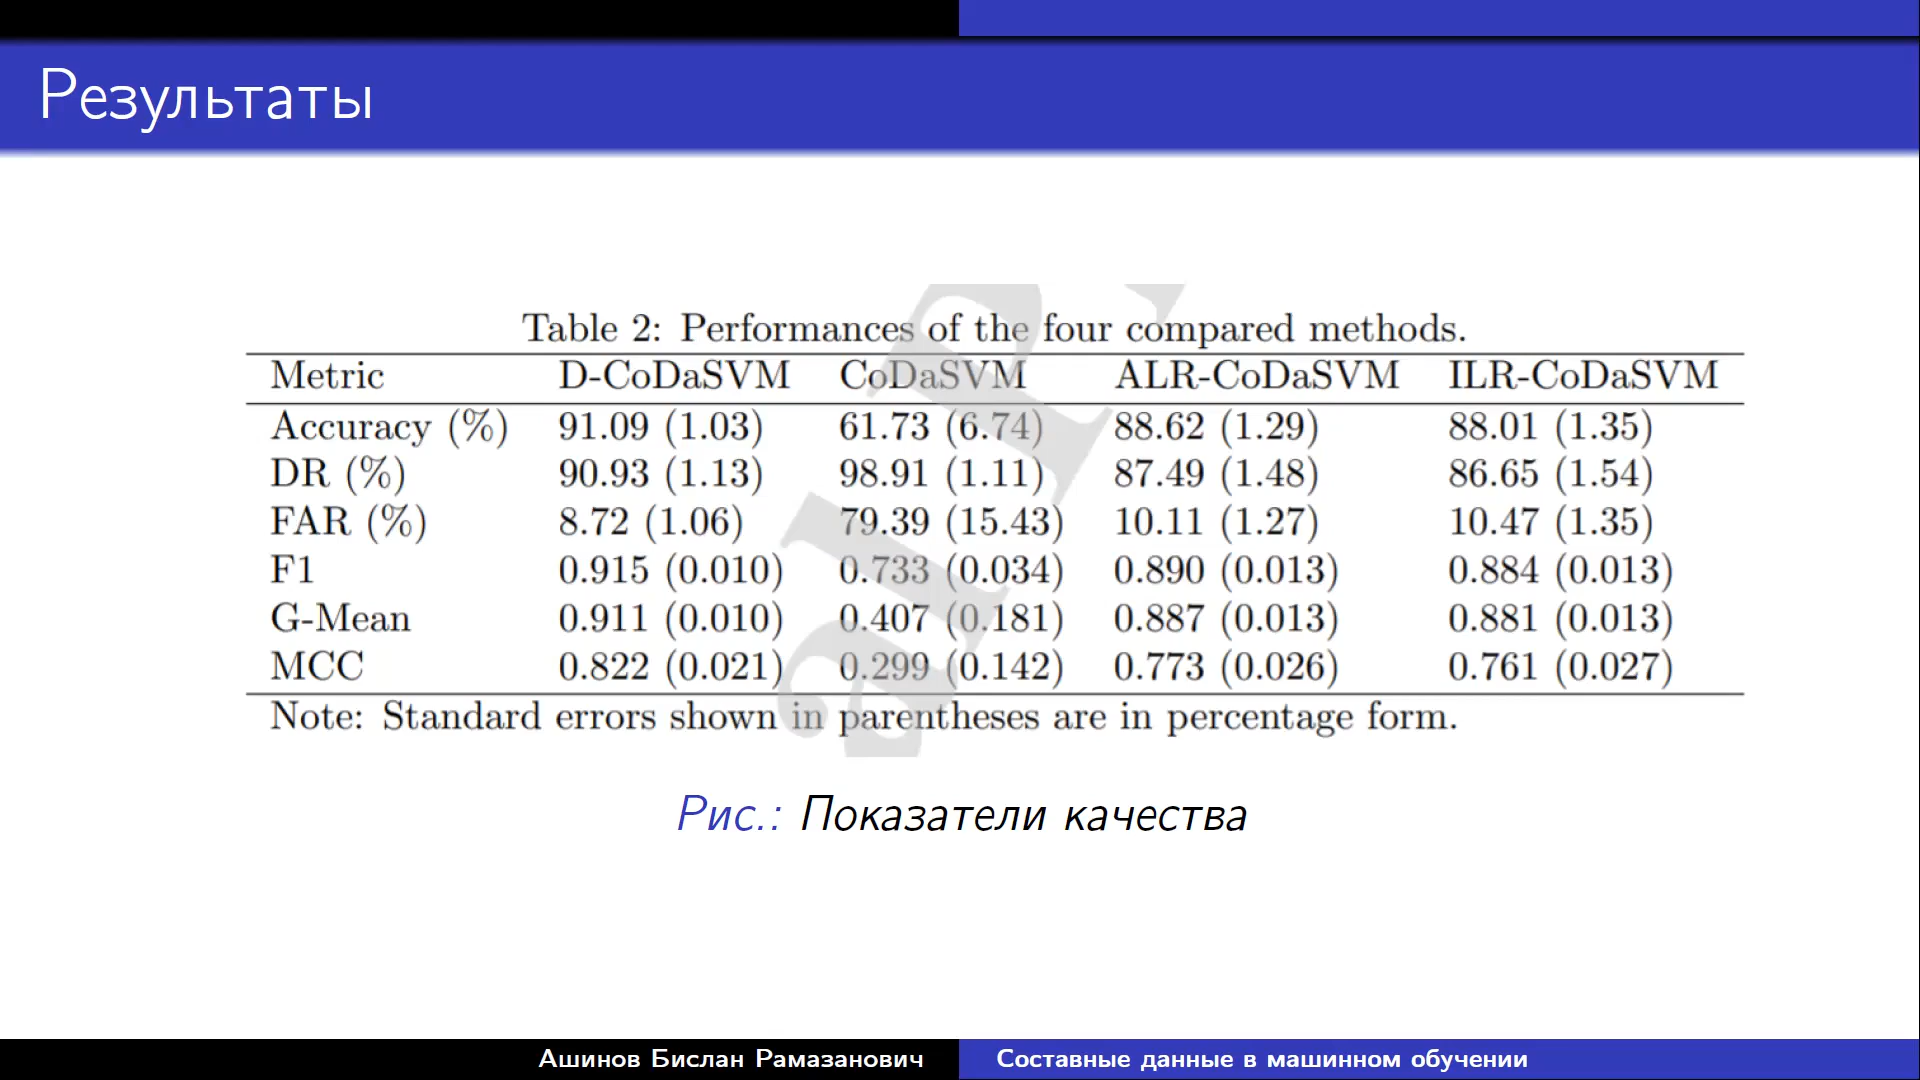 Результаты
Table 2: Performances of the four compared methods.
Metric D-CoDaSVM CoDaSVM ALR-CoDaSVM ILR-CoDaSVM
Accuracy (%) 91.09 (1.03) 61.73 (6.74) 88.62 (1.29) 88.01 (1.35)
DR (%) 90.93 (1.13) 98.91 (1.11) 87.49 (1.48) 86.65 (1.54)
FAR (%) 8.72 (1.06) 79.39 (15.43) 10.11 (1.27) 10.47 (1.35)
F1 0.915 (0.010) 0.733 (0.034) 0.890 (0.013) 0.884 (0.013)
G-Mean 0.911 (0.010) 0.407 (0.181) 0.887 (0.013) 0.881 (0.013)
MCC 0.822 (0.021) 0.299 (0.142) 0.773 (0.026) 0.761 (0.027)
Note: Standard errors shown in parentheses are in percentage form.
Рис.: Показатели качества
Ашинов Бислан Рамазанович Составные данные в машинном обучении